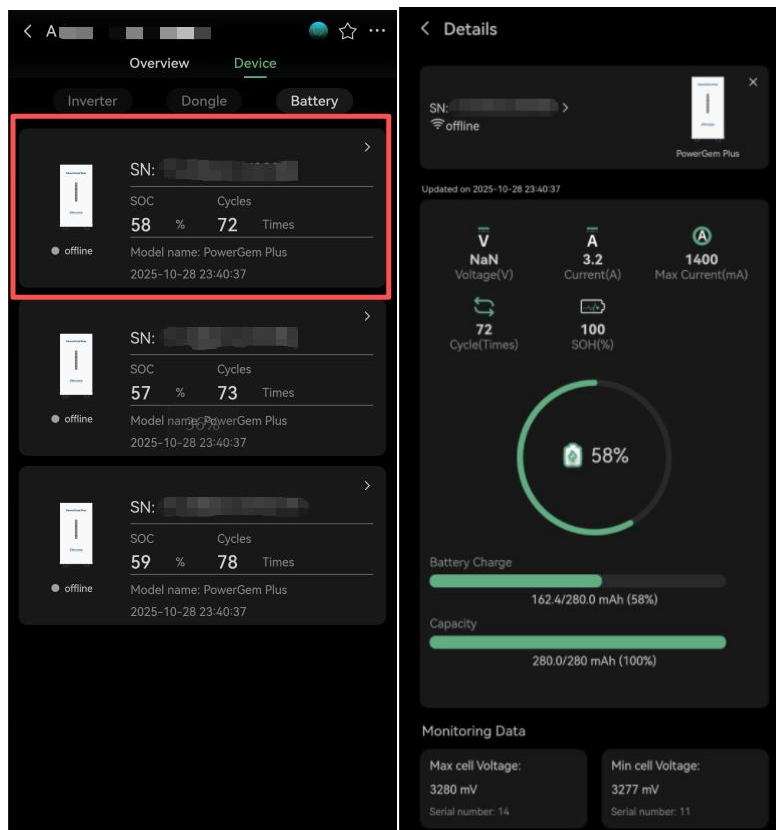 A
Overview
Device
Inverter
Dongle
Battery
SN:
SOC
Cycles
58 %
72 Times
offline
Model name: PowerGem Plus
2025-10-28 23:40:37
SN:
SOC
Cycles
57 %
73 Times
offline
Model name: PowerGem Plus
36%
2025-10-28 23:40:37
SN:
SOC
Cycles
59 %
78 Times
offline
Model name: PowerGem Plus
2025-10-28 23:40:37
Details
SN:
offline
PowerGem Plus
Updated on 2025-10-28 23:40:37
V
NaN
Voltage(V)
A
3.2
Current(A)
A
1400
Max Current(mA)
72
Cycle(Times)
100
SOH(%)
58%
Battery Charge
162.4/280.0 mAh (58%)
Capacity
280.0/280 mAh (100%)
Monitoring Data
Max cell Voltage:
3280 mV
Serial number: 14
Min cell Voltage:
3277 mV
Serial number: 11